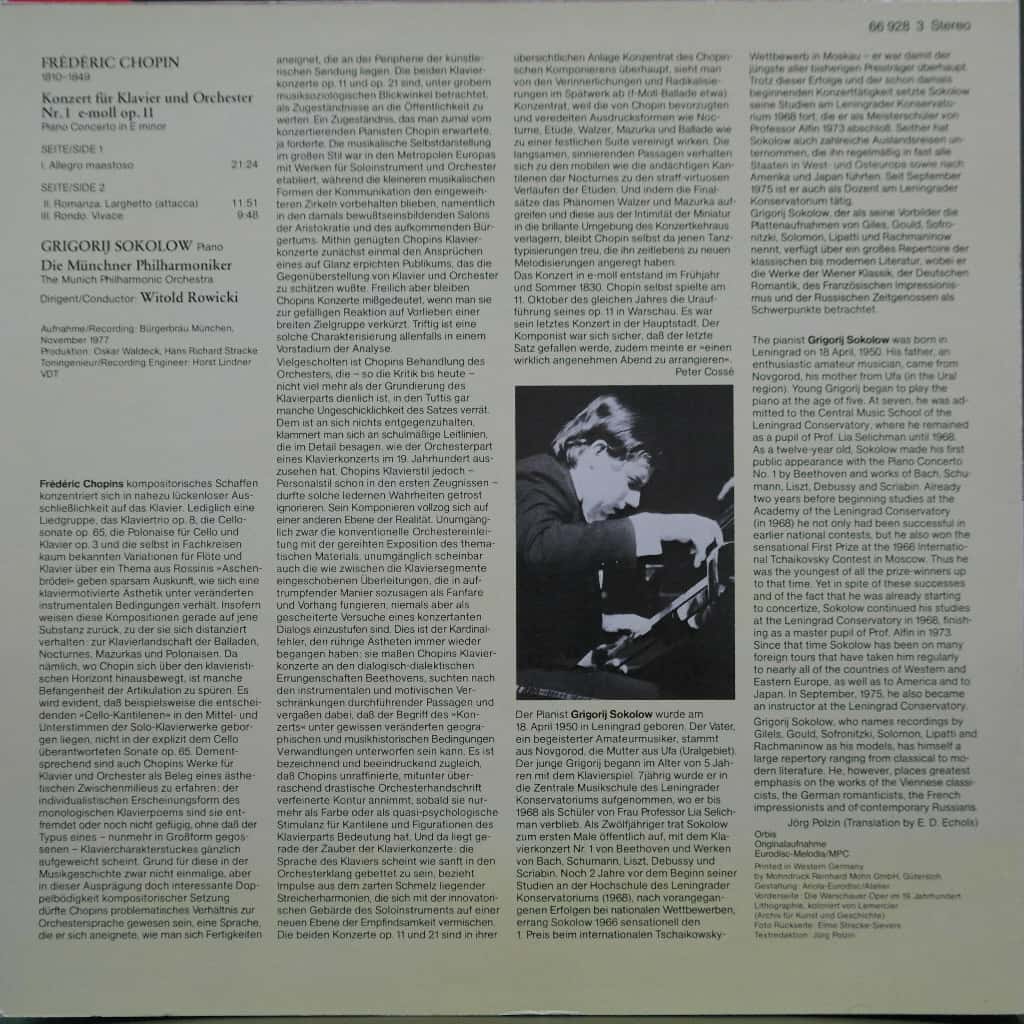 66 928 3 Stereo
FRÉDÉRIC CHOPIN
1810–1849
Konzert für Klavier und Orchester
Nr. 1 e-moll op. 11
Piano Concerto in E minor
SEITE/SIDE 1
I. Allegro maestoso 21:24
SEITE/SIDE 2
II. Romanza. Larghetto (attacca) 11:51
III. Rondo. Vivace 9:48
GRIGORIJ SOKOLOW Piano
Die Münchner Philharmoniker
The Munich Philharmonic Orchestra
Dirigent/Conductor: Witold Rowicki
Aufnahme/Recording: Bürgerbräu München,
November 1977
Produktion: Oskar Waldeck, Hans Richard Stracke
Toningenieur/Recording Engineer: Horst Lindner
VDT
Frédéric Chopins kompositorisches Schaffen
konzentriert sich in nahezu lückenloser Aus-
schließlichkeit auf das Klavier. Lediglich eine
Liedgruppe, das Klaviertrio op. 8, die Cello-
sonate op. 65, die Polonaise für Cello und
Klavier op. 3 und die selbst in Fachkreisen
kaum bekannten Variationen für Flöte und
Klavier über ein Thema aus Rossinis »Aschen-
brödel« geben sparsam Auskunft, wie sich eine
klaviermotivierte Ästhetik unter veränderten
instrumentalen Bedingungen verhält. Insofern
weisen diese Kompositionen gerade auf jene
Substanz zurück, zu der sie sich distanziert
verhalten: zur Klavierlandschaft der Balladen,
Nocturnes, Mazurkas und Polonaisen. Da
nämlich, wo Chopin sich über den klavieristi-
schen Horizont hinausbewegt, ist manche
Befangenheit der Artikulation zu spüren. Es
wird evident, daß beispielsweise die entschei-
denden »Cello-Kantilenen« in den Mittel- und
Unterstimmen der Solo-Klavierwerke gebor-
gen liegen, nicht in der explizit dem Cello
überantworteten Sonate op. 65. Dement-
sprechend sind auch Chopins Werke für
Klavier und Orchester als Beleg eines ästhe-
tischen Zwischenmilieus zu erfahren: der
individualistischen Erscheinungsform des
monologischen Klavierpoems sind sie ent-
fremdet oder noch nicht gefügig, ohne daß der
Typus eines – nunmehr in Großform gegos-
senen – Klaviercharakterstückes gänzlich
aufgeweicht scheint. Grund für diese in der
Musikgeschichte zwar nicht einmalige, aber
in dieser Ausprägung doch interessante Dop-
pelbödigkeit kompositorischer Setzung
dürfte Chopins problematisches Verhältnis zur
Orchestersprache gewesen sein, eine Sprache,
die er sich aneignete, wie man sich Fertigkeiten
aneignet, die an der Peripherie der künstle-
rischen Sendung liegen. Die beiden Klavier-
konzerte op. 11 und op. 21 sind, unter grobem
musiksoziologischen Blickwinkel betrachtet,
als Zugeständnisse an die Öffentlichkeit zu
werten. Ein Zugeständnis, das man zumal vom
konzertierenden Pianisten Chopin erwartete,
ja forderte. Die musikalische Selbstdarstellung
im großen Stil war in den Metropolen Europas
mit Werken für Soloinstrument und Orchester
etabliert, während die kleineren musikalischen
Formen der Kommunikation den eingeweih-
teren Zirkeln vorbehalten blieben, namentlich
in den damals bewußtseinsbildenden Salons
der Aristokratie und des aufkommenden Bür-
gertums. Mithin genügten Chopins Klavier-
konzerte zunächst einmal den Ansprüchen
eines auf Glanz erpichten Publikums, das die
Gegenüberstellung von Klavier und Orchester
zu schätzen wußte. Freilich aber bleiben
Chopins Konzerte mißgedeutet, wenn man sie
zur gefälligen Reaktion auf Vorlieben einer
breiten Zielgruppe verkürzt. Triftig ist eine
solche Charakterisierung allenfalls in einem
Vorstadium der Analyse.
Vielgescholten ist Chopins Behandlung des
Orchesters, die – so die Kritik bis heute –
nicht viel mehr als der Grundierung des
Klavierparts dienlich ist, in den Tuttis gar
manche Ungeschicklichkeit des Satzes verrät.
Dem ist an sich nichts entgegenzuhalten,
klammert man sich an schulmäßige Leitlinien,
die im Detail besagen, wie der Orchesterpart
eines Klavierkonzerts im 19. Jahrhundert aus-
zusehen hat. Chopins Klavierstil jedoch –
Personalstil schon in den ersten Zeugnissen –
durfte solche ledernen Wahrheiten getrost
ignorieren. Sein Komponieren vollzog sich auf
einer anderen Ebene der Realität. Unumgäng-
lich zwar die konventionelle Orchestereinlei-
tung mit der gereihten Exposition des thema-
tischen Materials, unumgänglich scheinbar
auch die wie zwischen die Klaviersegmente
eingeschobenen Überleitungen, die in auf-
trumpfender Manier sozusagen als Fanfare
und Vorhang fungieren, niemals aber als
gescheiterte Versuche eines konzertanten
Dialogs einzustufen sind. Dies ist der Kardinal-
fehler, den rührige Ästheten immer wieder
begangen haben: sie maßen Chopins Klavier-
konzerte an den dialogisch-dialektischen
Errungenschaften Beethovens, suchten nach
den instrumentalen und motivischen Ver-
schränkungen durchführender Passagen und
vergaßen dabei, daß der Begriff des »Kon-
zerts« unter gewissen veränderten geogra-
phischen und musikhistorischen Bedingungen
Verwandlungen unterworfen sein kann. Es ist
bezeichnend und beeindruckend zugleich,
daß Chopins unraffinierte, mitunter über-
raschend drastische Orchesterhandschrift
verfeinerte Kontur annimmt, sobald sie nur-
mehr als Farbe oder als quasi-psychologische
Stimulanz für Kantilene und Figurationen des
Klavierparts Bedeutung hat. Und da liegt ge-
rade der Zauber der Klavierkonzerte: die
Sprache des Klaviers scheint wie sanft in den
Orchesterklang gebettet zu sein, bezieht
Impulse aus dem zarten Schmelz liegender
Streicherharmonien, die sich mit der innovatori-
schen Gebärde des Soloinstruments auf einer
neuen Ebene der Empfindsamkeit vermischen.
Die beiden Konzerte op. 11 und 21 sind in ihrer
übersichtlichen Anlage Konzentrat des Chopin-
schen Komponierens überhaupt, sieht man
von den Verinnerlichungen und Radikalisie-
rungen im Spätwerk ab (f-Moll-Ballade etwa).
Konzentrat, weil die von Chopin bevorzugten
und veredelten Ausdrucksformen wie Noc-
turne, Etüde, Walzer, Mazurka und Ballade wie
zu einer festlichen Suite vereinigt wirken. Die
langsamen, sinnierenden Passagen verhalten
sich zu den mobilen wie die andächtigen Kan-
tilenen der Nocturnes zu den straff-virtuosen
Verläufen der Etüden. Und indem die Final-
sätze das Phänomen Walzer und Mazurka auf-
greifen und diese aus der Intimität der Miniatur
in die brillante Umgebung des Konzertkehraus
verlagern, bleibt Chopin selbst da jenen Tanz-
typisierungen treu, die ihn zeitlebens zu neuen
Melodisierungen angeregt haben.
Das Konzert in e-moll entstand im Frühjahr
und Sommer 1830. Chopin selbst spielte am
11. Oktober des gleichen Jahres die Urauf-
führung seines op. 11 in Warschau. Es war
sein letztes Konzert in der Hauptstadt. Der
Komponist war sich sicher, daß der letzte
Satz gefallen werde, zudem meinte er »einen
wirklich angenehmen Abend zu arrangieren«.
Peter Cossé
Der Pianist Grigorij Sokolow wurde am
18. April 1950 in Leningrad geboren. Der Vater,
ein begeisterter Amateurmusiker, stammt
aus Novgorod, die Mutter aus Ufa (Uralgebiet).
Der junge Grigorij begann im Alter von 5 Jah-
ren mit dem Klavierspiel. 7jährig wurde er in
die Zentrale Musikschule des Leningrader
Konservatoriums aufgenommen, wo er bis
1968 als Schüler von Frau Professor Lia Selich-
man verblieb. Als Zwölfjähriger trat Sokolow
zum ersten Male öffentlich auf, mit dem Kla-
vierkonzert Nr. 1 von Beethoven und Werken
von Bach, Schumann, Liszt, Debussy und
Scriabin. Noch 2 Jahre vor dem Beginn seiner
Studien an der Hochschule des Leningrader
Konservatoriums (1968), nach vorangegan-
genen Erfolgen bei nationalen Wettbewerben,
errang Sokolow 1966 sensationell den
1. Preis beim internationalen Tschaikowsky-
Wettbewerb in Moskau – er war damit der
jüngste aller bisherigen Preisträger überhaupt.
Trotz dieser Erfolge und der schon damals
beginnenden Konzerttätigkeit setzte Sokolow
seine Studien am Leningrader Konservato-
rium 1968 fort, die er als Meisterschüler von
Professor Alfin 1973 abschloß. Seither hat
Sokolow auch zahlreiche Auslandsreisen un-
ternommen, die ihn regelmäßig in fast alle
Staaten in West- und Osteuropa sowie nach
Amerika und Japan führten. Seit September
1975 ist er auch als Dozent am Leningrader
Konservatorium tätig.
Grigorij Sokolow, der als seine Vorbilder die
Plattenaufnahmen von Gilels, Gould, Sofro-
nitzki, Solomon, Lipatti und Rachmaninow
nennt, verfügt über ein großes Repertoire der
klassischen bis modernen Literatur, wobei er
die Werke der Wiener Klassik, der Deutschen
Romantik, des Französischen Impressionis-
mus und der Russischen Zeitgenossen als
Schwerpunkte betrachtet.
The pianist Grigorij Sokolow was born in
Leningrad on 18 April, 1950. His father, an
enthusiastic amateur musician, came from
Novgorod, his mother from Ufa (in the Ural
region). Young Grigorij began to play the
piano at the age of five. At seven, he was ad-
mitted to the Central Music School of the
Leningrad Conservatory, where he remained
as a pupil of Prof. Lia Selichman until 1968.
As a twelve-year old, Sokolow made his first
public appearance with the Piano Concerto
No. 1 by Beethoven and works of Bach, Schu-
mann, Liszt, Debussy and Scriabin. Already
two years before beginning studies at the
Academy of the Leningrad Conservatory
(in 1968) he not only had been successful in
earlier national contests, but he also won the
sensational First Prize at the 1966 Internatio-
nal Tchaikovsky Contest in Moscow. Thus he
was the youngest of all the prize-winners up
to that time. Yet in spite of these successes
and of the fact that he was already starting
to concertize, Sokolow continued his studies
at the Leningrad Conservatory in 1968, finish-
ing as a master pupil of Prof. Alfin in 1973.
Since that time Sokolow has been on many
foreign tours that have taken him regularly
to nearly all of the countries of Western and
Eastern Europe, as well as to America and to
Japan. In September, 1975, he also became
an instructor at the Leningrad Conservatory.
Grigorij Sokolow, who names recordings by
Gilels, Gould, Sofronitzki, Solomon, Lipatti and
Rachmaninow as his models, has himself a
large repertory ranging from classical to mo-
dern literature. He, however, places greatest
emphasis on the works of the Viennese classi-
cists, the German romanticists, the French
impressionists and of contemporary Russians.
Jörg Polzin (Translation by E. D. Echols)
Orbis
Originalaufnahme
Eurodisc-Melodia/MPC
Printed in Western Germany
by Mohndruck Reinhard Mohn GmbH, Gütersloh
Gestaltung: Ariola-Eurodisc/Atelier
Vorderseite: Die Warschauer Oper im 19. Jahrhundert.
Lithographie, koloriert von Lemercier
(Archiv für Kunst und Geschichte)
Foto Rückseite: Elmo Stracke-Sievers
Textredaktion: Jörg Polzin